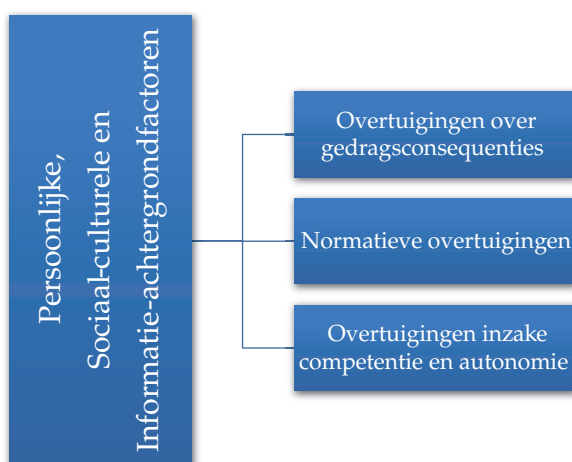 Persoonlijke,
Sociaal-culturele en
Informatie-achtergrondfactoren
Overtuigingen over
gedragsconsequenties
Normatieve overtuigingen
Overtuigingen inzake
competentie en autonomie